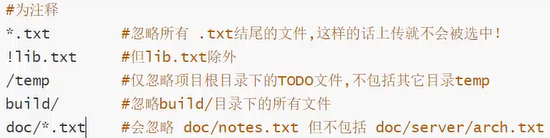 #为注释
*.txt #忽略所有 .txt结尾的文件,这样的话上传就不会被选中!
!lib.txt #但lib.txt除外
/temp #仅忽略项目根目录下的TODO文件,不包括其它目录temp
build/ #忽略build/目录下的所有文件
doc/*.txt #会忽略 doc/notes.txt 但不包括 doc/server/arch.txt